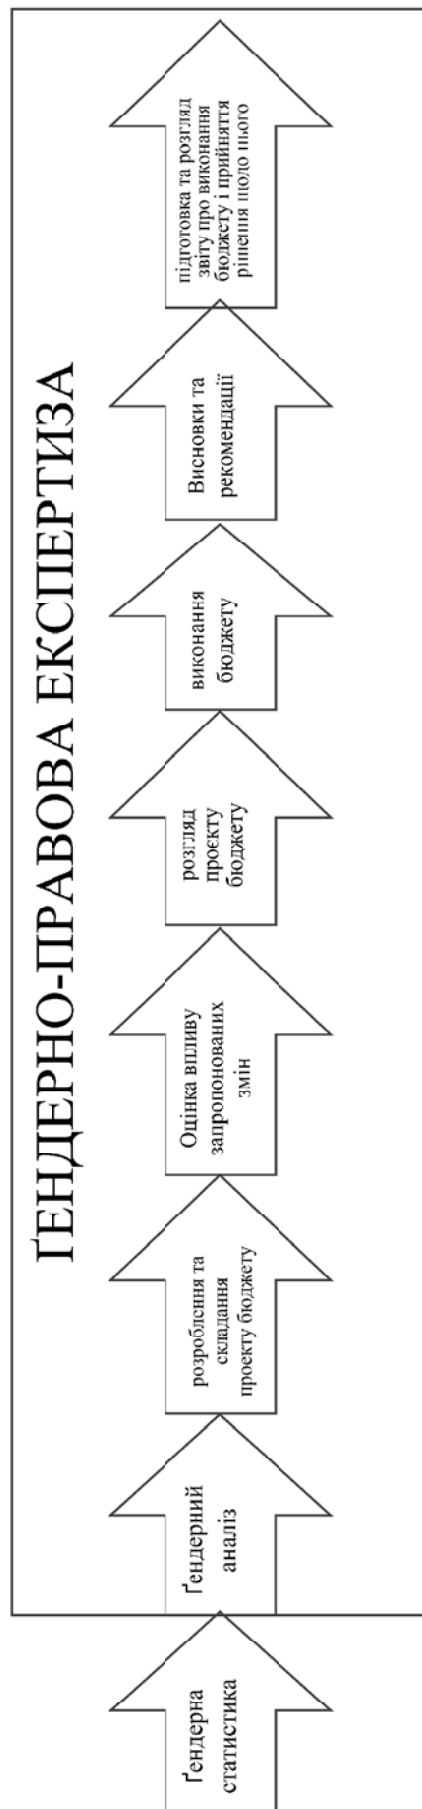 ҐЕНДЕРНО-ПРАВОВА ЕКСПЕРТИЗА
Ґендерна
статистика
Ґендерний
аналіз
розроблення та
складання
проекту бюджету
Оцінка впливу
запропонованих
змін
розгляд
проєкту
бюджету
виконання
бюджету
Висновки та
рекомендації
підготовка та розгляд
звіту про виконання
бюджету і прийняття
рішення щодо нього